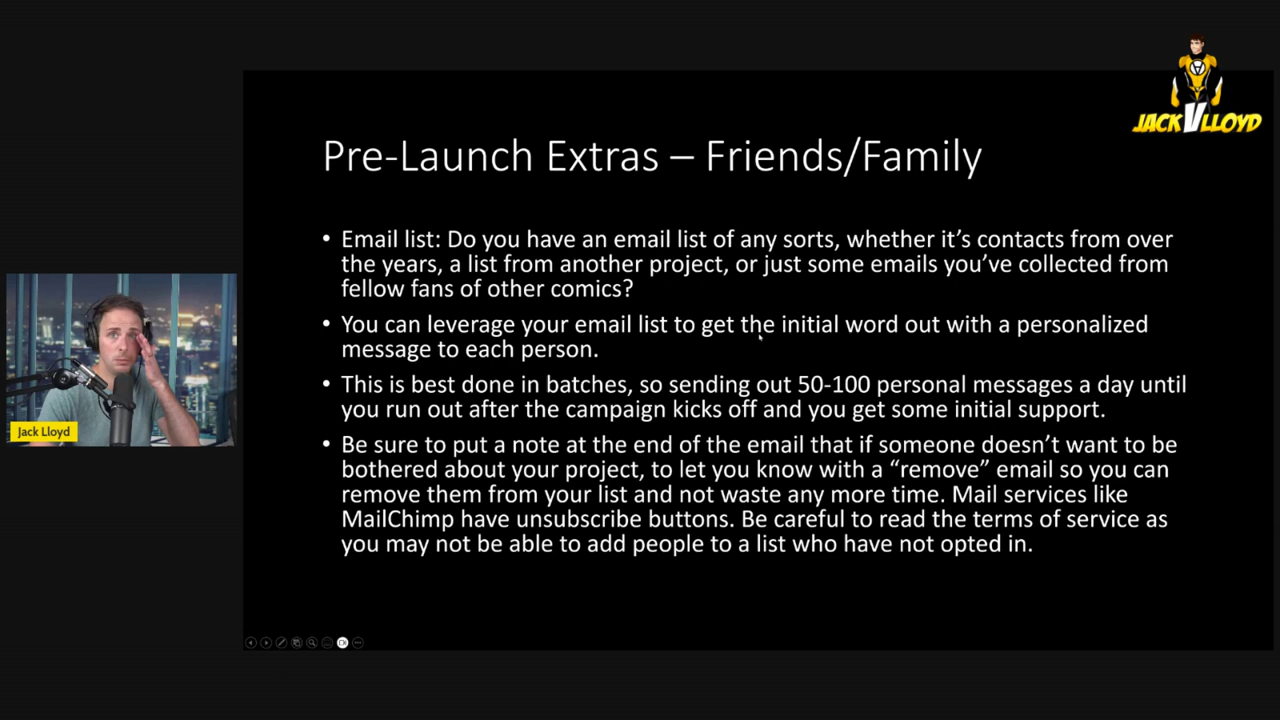 JACK V LLOYD
Pre-Launch Extras – Friends/Family
• Email list: Do you have an email list of any sorts, whether it’s contacts from over
the years, a list from another project, or just some emails you’ve collected from
fellow fans of other comics?
• You can leverage your email list to get the initial word out with a personalized
message to each person.
• This is best done in batches, so sending out 50-100 personal messages a day until
you run out after the campaign kicks off and you get some initial support.
• Be sure to put a note at the end of the email that if someone doesn’t want to be
bothered about your project, to let you know with a “remove” email so you can
remove them from your list and not waste any more time. Mail services like
MailChimp have unsubscribe buttons. Be careful to read the terms of service as
you may not be able to add people to a list who have not opted in.
Jack Lloyd